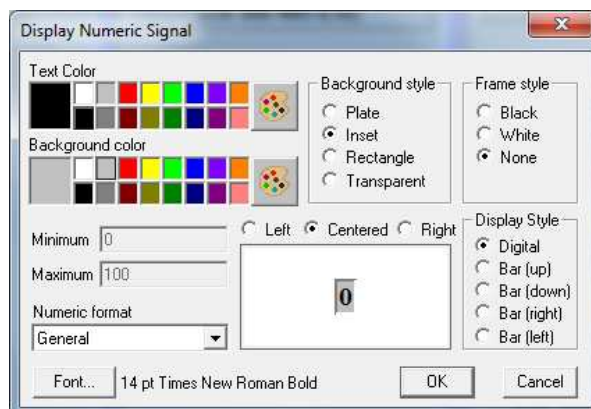 Display Numeric Signal
Text Color
Background color
Background style
Plate
Inset
Rectangle
Transparent
Frame style
Black
White
None
Minimum 0
Maximum 100
Numeric format
General
Left Centered Right
0
Display Style
Digital
Bar (up)
Bar (down)
Bar (right)
Bar (left)
Font... 14 pt Times New Roman Bold
OK Cancel